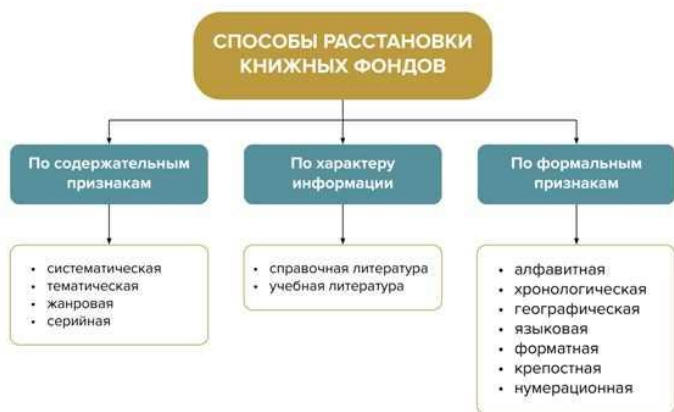 СПОСОБЫ РАССТАНОВКИ
КНИЖНЫХ ФОНДОВ
По содержательным
признакам
• систематическая
• тематическая
• жанровая
• серийная
По характеру
информации
• справочная литература
• учебная литература
По формальным
признакам
• алфавитная
• хронологическая
• географическая
• языковая
• форматная
• крепостная
• нумерационная